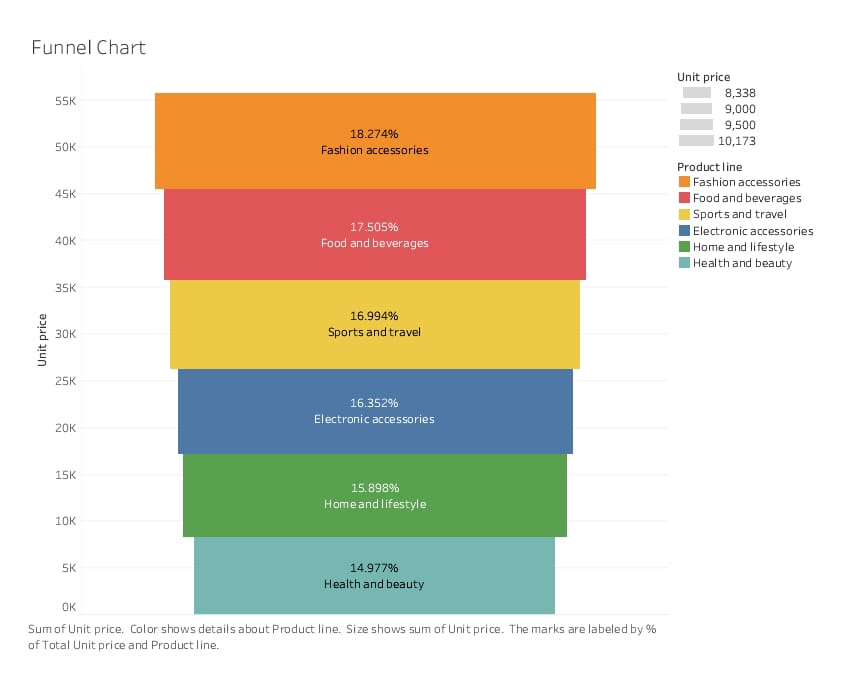 Funnel Chart
55K
50K
45K
40K
35K
30K
25K
20K
15K
10K
5K
0K
Unit price
18.274%
Fashion accessories
17.505%
Food and beverages
16.994%
Sports and travel
16.352%
Electronic accessories
15.898%
Home and lifestyle
14.977%
Health and beauty
Unit price
8,338
9,000
9,500
10,173
Product line
Fashion accessories
Food and beverages
Sports and travel
Electronic accessories
Home and lifestyle
Health and beauty
Sum of Unit price. Color shows details about Product line. Size shows sum of Unit price. The marks are labeled by %
of Total Unit price and Product line.